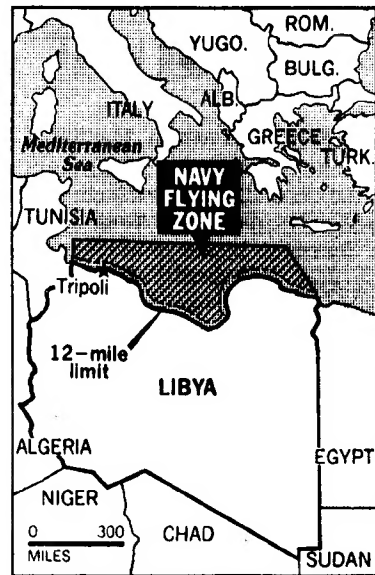 ROM.
YUGO.
BULG.
ITALY
ALB.
GREECE
TURK.
Mediterranean
Sea
NAVY
FLYING
ZONE
TUNISIA
Tripoli
12-mile
limit
LIBYA
ALGERIA
EGYPT
NIGER
CHAD
SUDAN
0 300
MILES